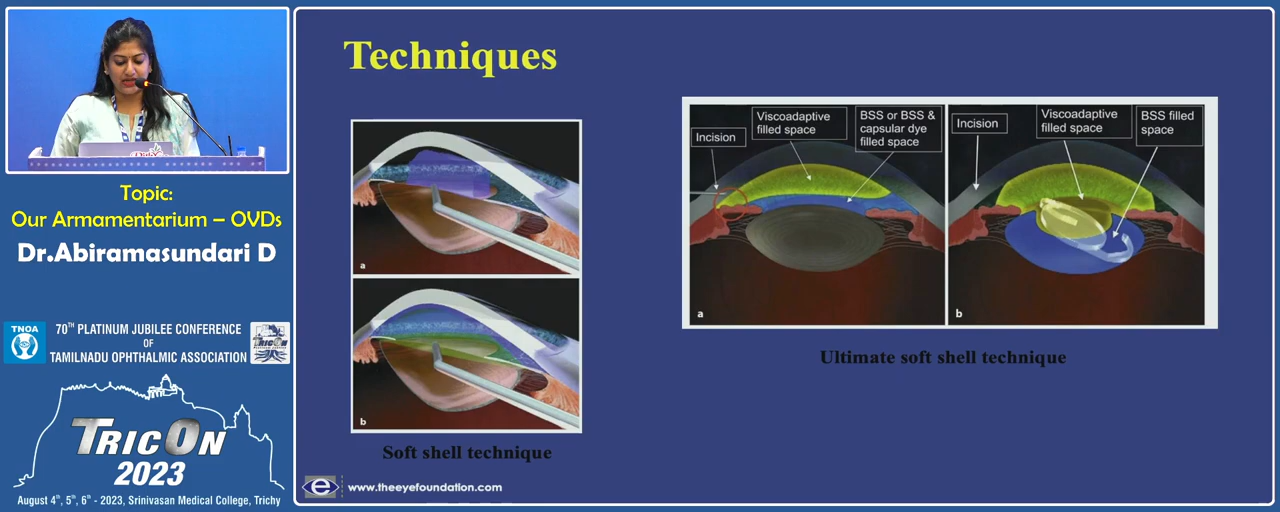 Topic:
Our Armamentarium – OVDs
Dr.Abiramasundari D
TNOA
70TH PLATINUM JUBILEE CONFERENCE
OF
TAMILNADU OPHTHALMIC ASSOCIATION
TRICON
TRICON
2023
August 4th, 5th, 6th - 2023, Srinivasan Medical College, Trichy
Techniques
a
b
Soft shell technique
Incision
Viscoadaptive
filled space
BSS or BSS &
capsular dye
filled space
a
Incision
Viscoadaptive
filled space
BSS filled
space
b
Ultimate soft shell technique
e
www.theeyefoundation.com